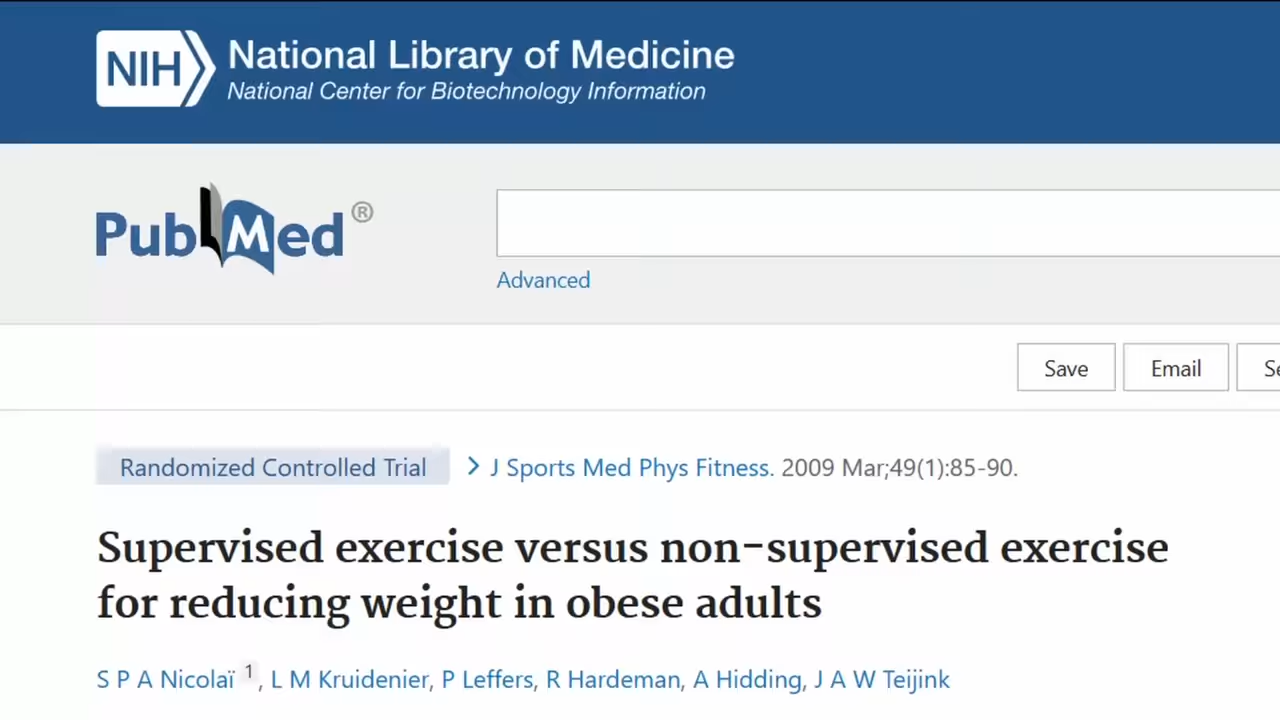 NIH National Library of Medicine
National Center for Biotechnology Information
PubMed®
Advanced
Save Email
Randomized Controlled Trial > J Sports Med Phys Fitness. 2009 Mar;49(1):85-90.
Supervised exercise versus non-supervised exercise
for reducing weight in obese adults
S P A Nicolaï 1, L M Kruidenier, P Leffers, R Hardeman, A Hidding, J A W Teijink